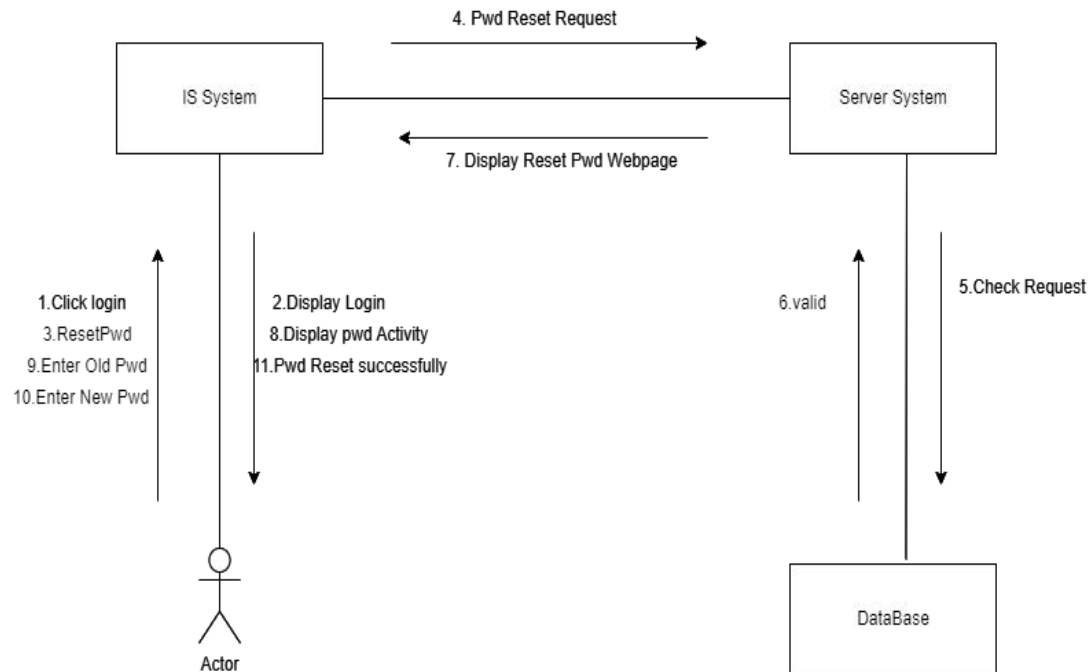 4. Pwd Reset Request
IS System
Server System
7. Display Reset Pwd Webpage
1.Click login
3.ResetPwd
9.Enter Old Pwd
10.Enter New Pwd
2.Display Login
8.Display pwd Activity
11.Pwd Reset successfully
6.valid
5.Check Request
Actor
DataBase